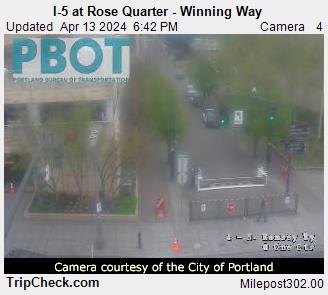 I-5 at Rose Quarter - Winning Way
Updated Apr 13 2024 6:42 PM Camera 4
PBOT
PORTLAND BUREAU OF TRANSPORTATION
Camera courtesy of the City of Portland
TripCheck.com Milepost302.00